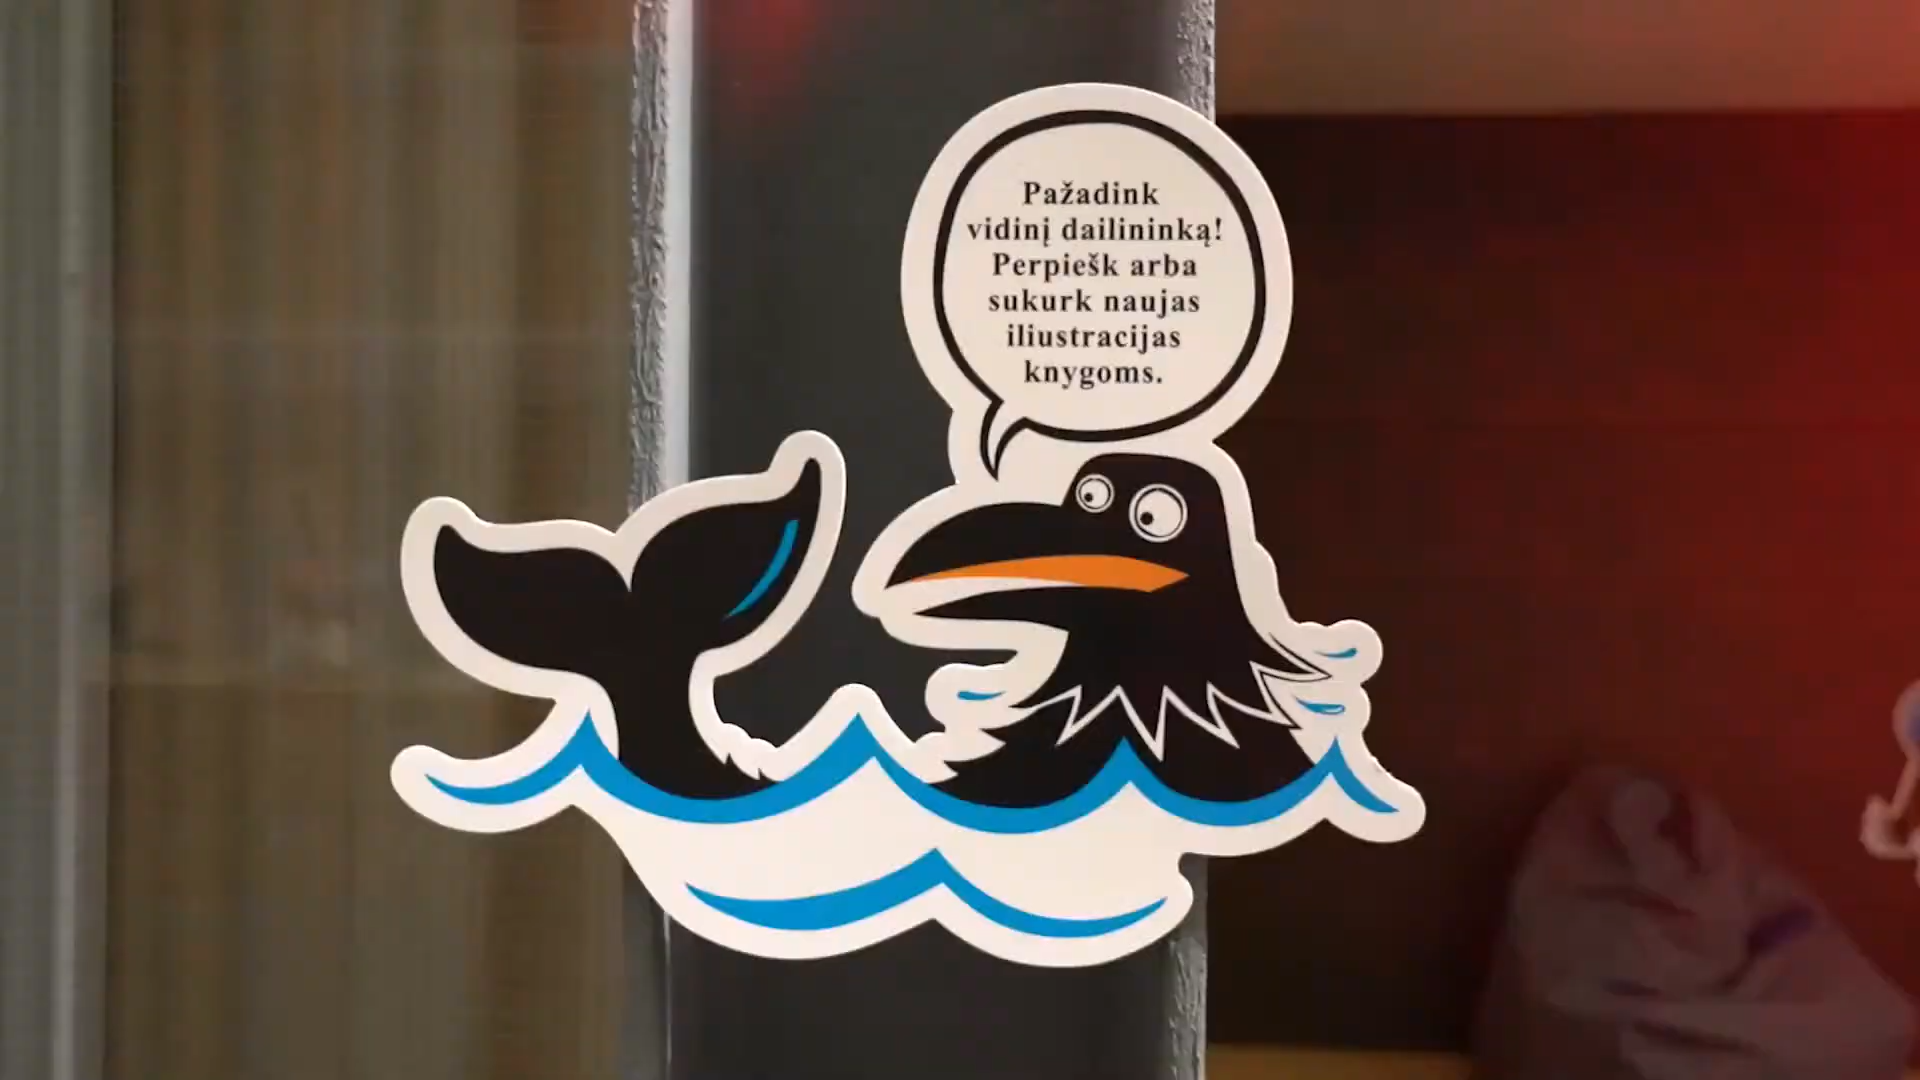 Pažadink
vidinį dailininką!
Perpiešk arba
sukurk naujas
iliustracijas
knygoms.